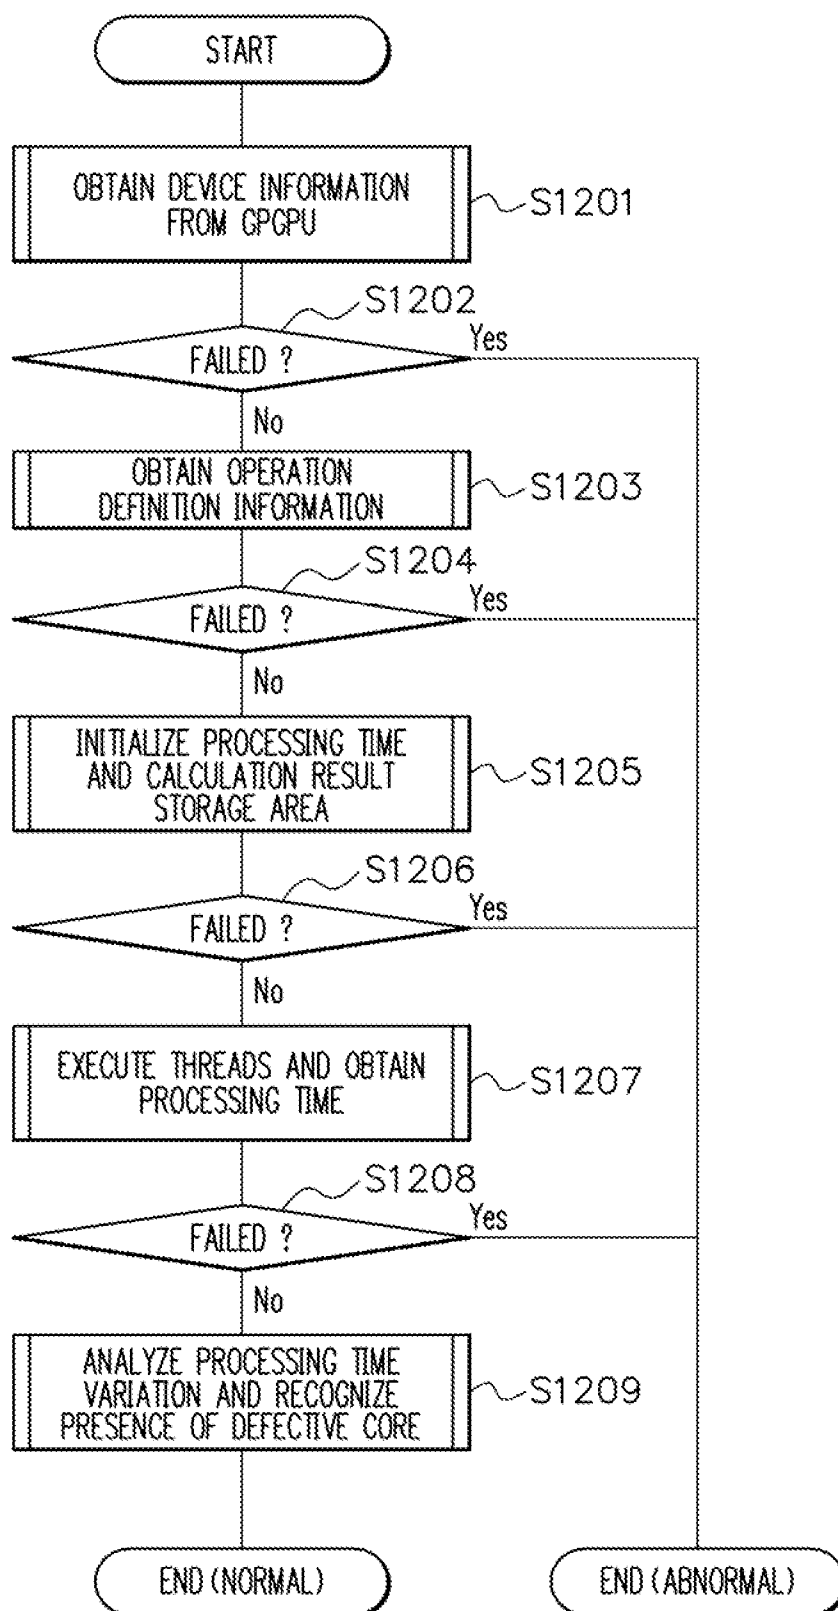 START
OBTAIN DEVICE INFORMATION
FROM GPGPU
S1201
S1202
FAILED ?
Yes
No
OBTAIN OPERATION
DEFINITION INFORMATION
S1203
S1204
FAILED ?
Yes
No
INITIALIZE PROCESSING TIME
AND CALCULATION RESULT
STORAGE AREA
S1205
S1206
FAILED ?
Yes
No
EXECUTE THREADS AND OBTAIN
PROCESSING TIME
S1207
S1208
FAILED ?
Yes
No
ANALYZE PROCESSING TIME
VARIATION AND RECOGNIZE
PRESENCE OF DEFECTIVE CORE
S1209
END (NORMAL)
END (ABNORMAL)